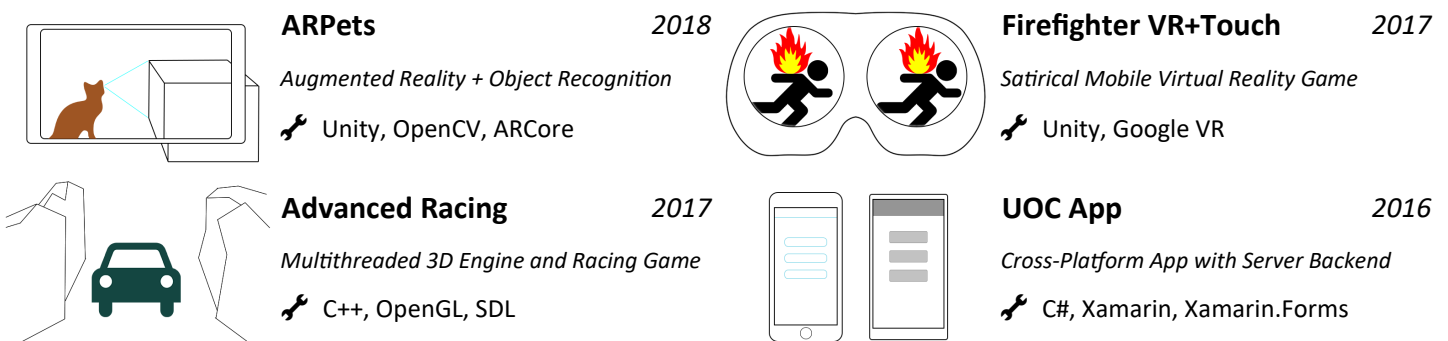 ARPets 2018
Augmented Reality + Object Recognition
Unity, OpenCV, ARCore
Firefighter VR+Touch 2017
Satirical Mobile Virtual Reality Game
Unity, Google VR
Advanced Racing 2017
Multithreaded 3D Engine and Racing Game
C++, OpenGL, SDL
UOC App 2016
Cross-Platform App with Server Backend
C#, Xamarin, Xamarin.Forms